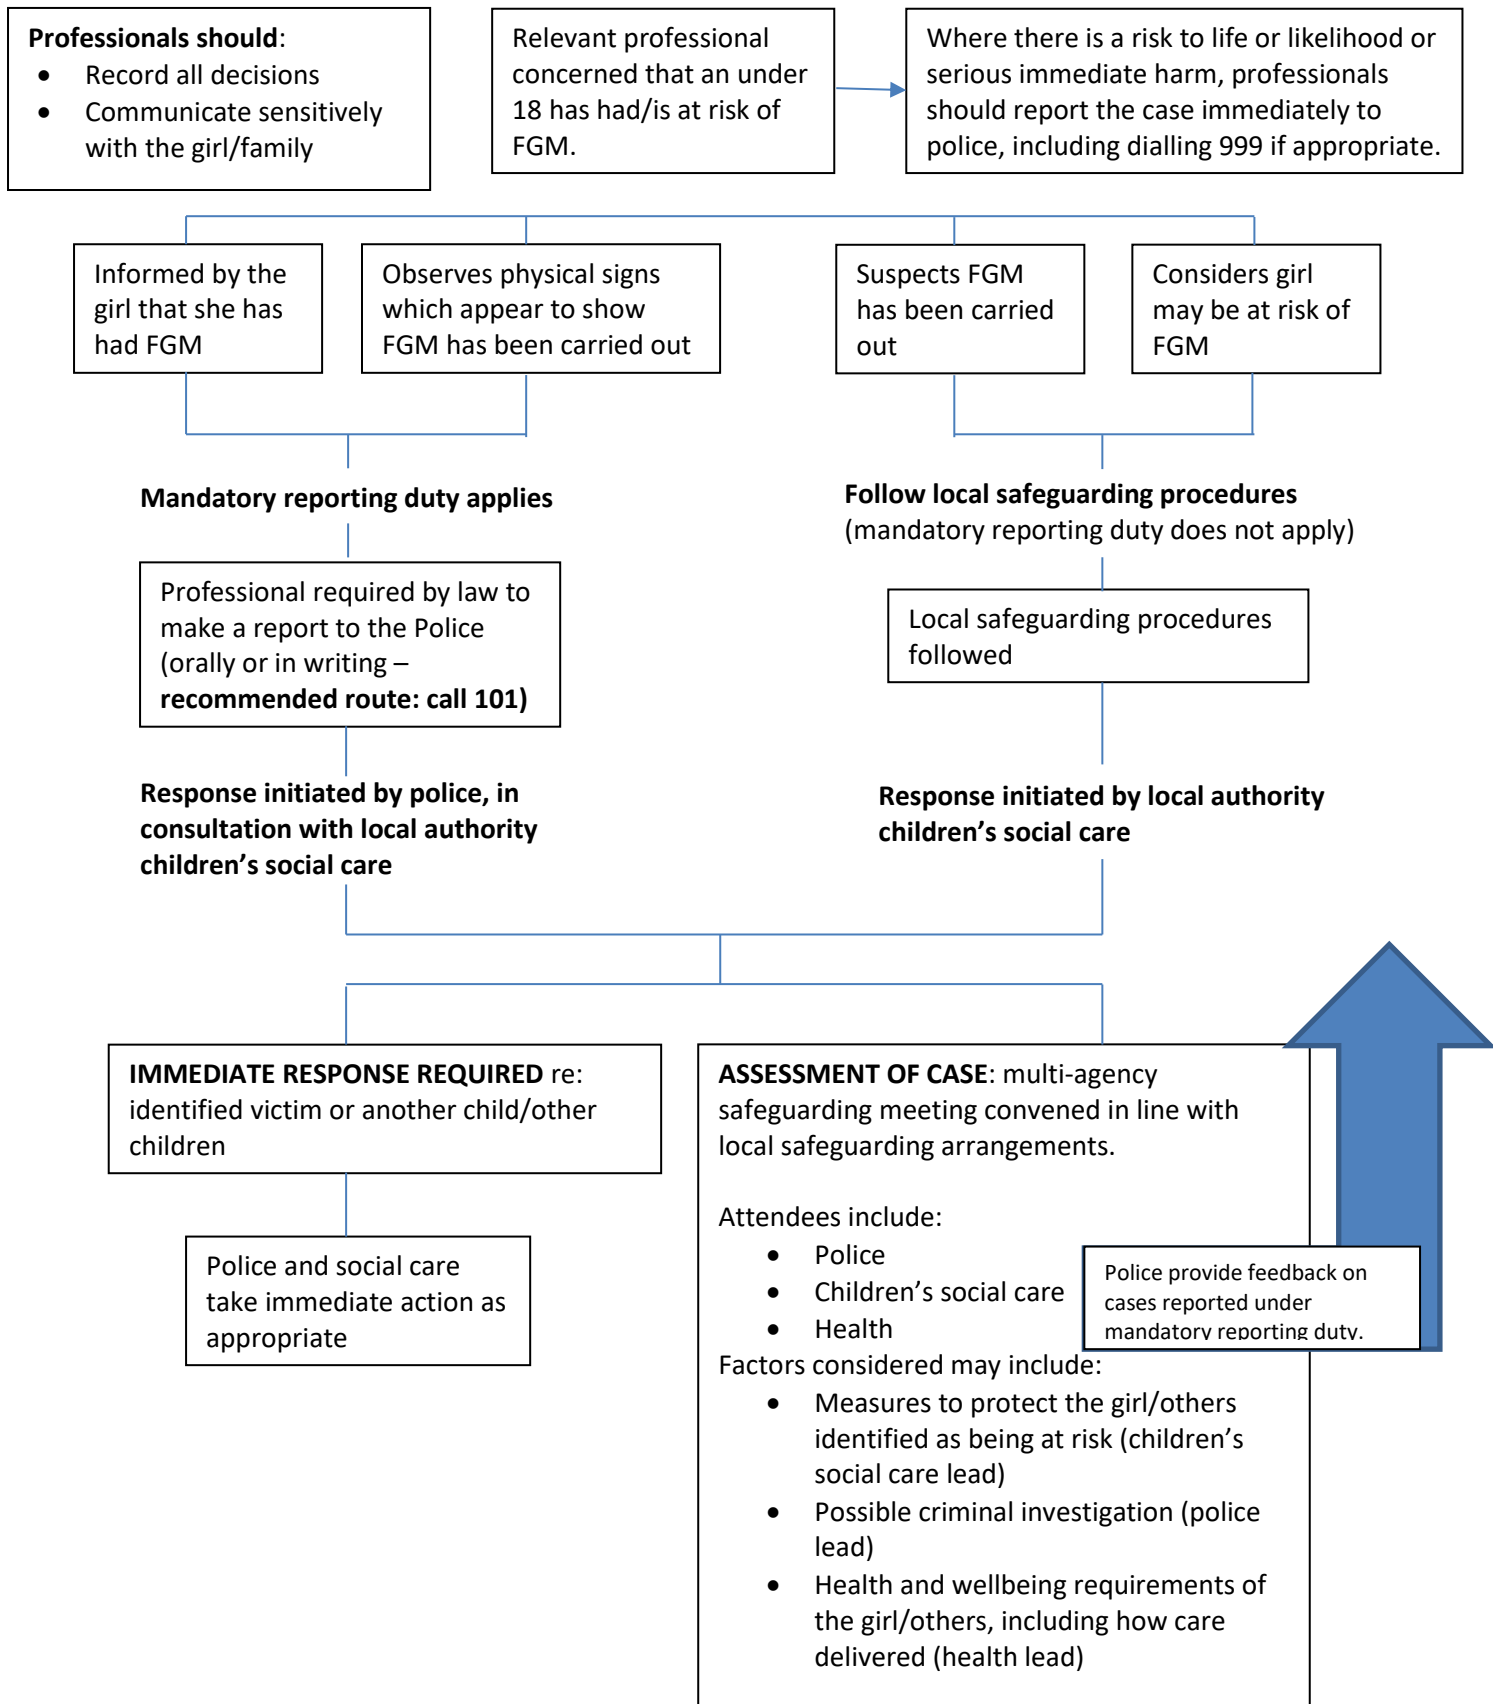 Professionals should:
• Record all decisions
• Communicate sensitively
with the girl/family
Relevant professional
concerned that an under
18 has had/is at risk of
FGM.
Where there is a risk to life or likelihood or
serious immediate harm, professionals
should report the case immediately to
police, including dialling 999 if appropriate.
Informed by the
girl that she has
had FGM
Observes physical signs
which appear to show
FGM has been carried out
Suspects FGM
has been carried
out
Considers girl
may be at risk of
FGM
Mandatory reporting duty applies
Follow local safeguarding procedures
(mandatory reporting duty does not apply)
Professional required by law to
make a report to the Police
(orally or in writing –
recommended route: call 101)
Local safeguarding procedures
followed
Response initiated by police, in
consultation with local authority
children’s social care
Response initiated by local authority
children’s social care
IMMEDIATE RESPONSE REQUIRED re:
identified victim or another child/other
children
Police and social care
take immediate action as
appropriate
ASSESSMENT OF CASE: multi-agency
safeguarding meeting convened in line with
local safeguarding arrangements.
Attendees include:
• Police
• Children’s social care
• Health
Police provide feedback on
cases reported under
mandatory reporting duty.
Factors considered may include:
• Measures to protect the girl/others
identified as being at risk (children’s
social care lead)
• Possible criminal investigation (police
lead)
• Health and wellbeing requirements of
the girl/others, including how care
delivered (health lead)